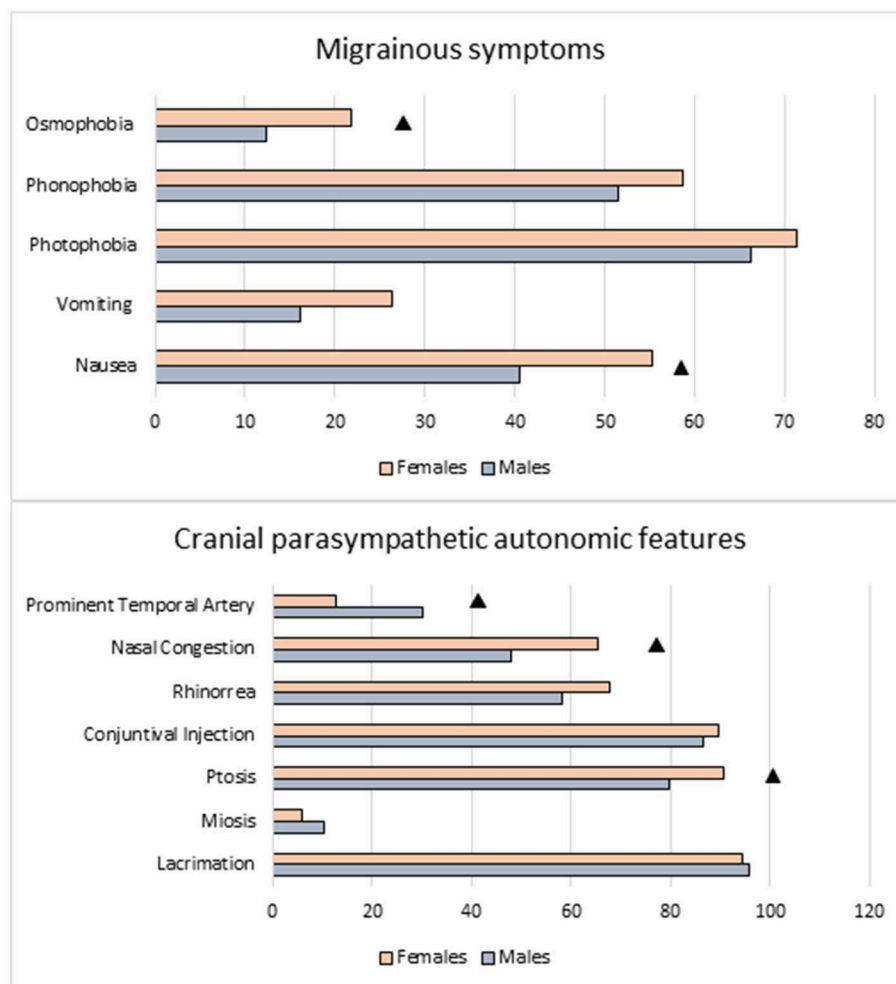 Migrainous symptoms
Osmophobia
Phonophobia
Photophobia
Vomiting
Nausea
0 10 20 30 40 50 60 70 80
Females Males
Cranial parasympathetic autonomic features
Prominent Temporal Artery
Nasal Congestion
Rhinorrea
Conjuntival Injection
Ptosis
Miosis
Lacrimation
0 20 40 60 80 100 120
Females Males